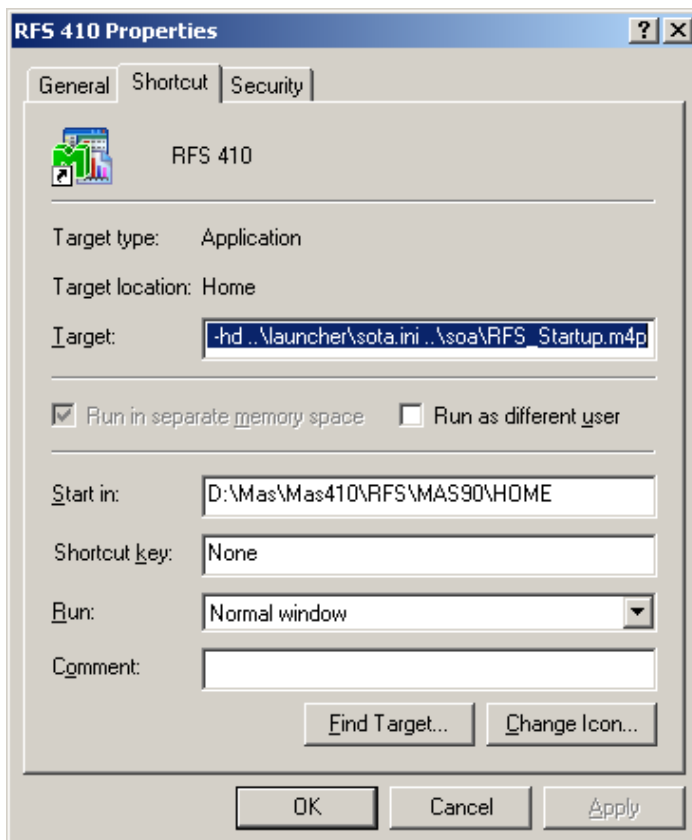 RFS 410 Properties
General Shortcut Security
RFS 410
Target type: Application
Target location: Home
Target: -hd ..\launcher\sota.ini ..\soa\RFS_Startup.m4p
Run in separate memory space Run as different user
Start in: D:\Mas\Mas410\RFS\MAS90\HOME
Shortcut key: None
Run: Normal window
Comment:
Find Target... Change Icon...
OK Cancel Apply